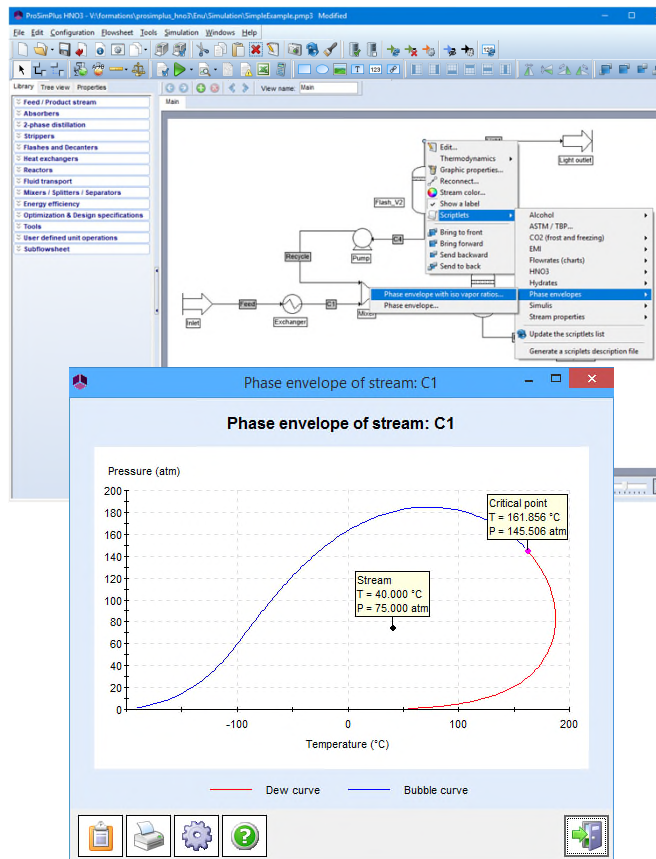 ProSimPlus HNO3 - V:\formations\prosimplus_hno3\Enu\Simulation\SimpleExample.pmp3 Modified
File Edit Configuration Flowsheet Tools Simulation Windows Help
Library Tree view Properties
View name: Main
Main
Feed / Product stream
Absorbers
2-phase distillation
Strippers
Flashes and Decanters
Heat exchangers
Reactors
Fluid transport
Mixers / Splitters / Separators
Energy efficiency
Optimization & Design specifications
Tools
User defined unit operations
Subflowsheet
Light outlet
Flash_V2
C4
Pump
Recycle
Inlet
Feed
Exchanger
C1
Mixer
Edit...
Thermodynamics
Graphic properties...
Reconnect...
Stream color...
Show a label
Scriptlets
Bring to front
Bring forward
Send backward
Send to back
Alcohol
ASTM / TBP...
CO2 (frost and freezing)
EMI
Flowrates (charts)
HNO3
Hydrates
Phase envelopes
Simulis
Stream properties
Update the scriptlets list
Generate a scriptlets description file
Phase envelope with iso vapor ratios...
Phase envelope...
Phase envelope of stream: C1
Phase envelope of stream: C1
Pressure (atm)
200
180
160
140
120
100
80
60
40
20
0
Critical point
T = 161.856 °C
P = 145.506 atm
Stream
T = 40.000 °C
P = 75.000 atm
-100 0 100 200
Temperature (°C)
Dew curve Bubble curve